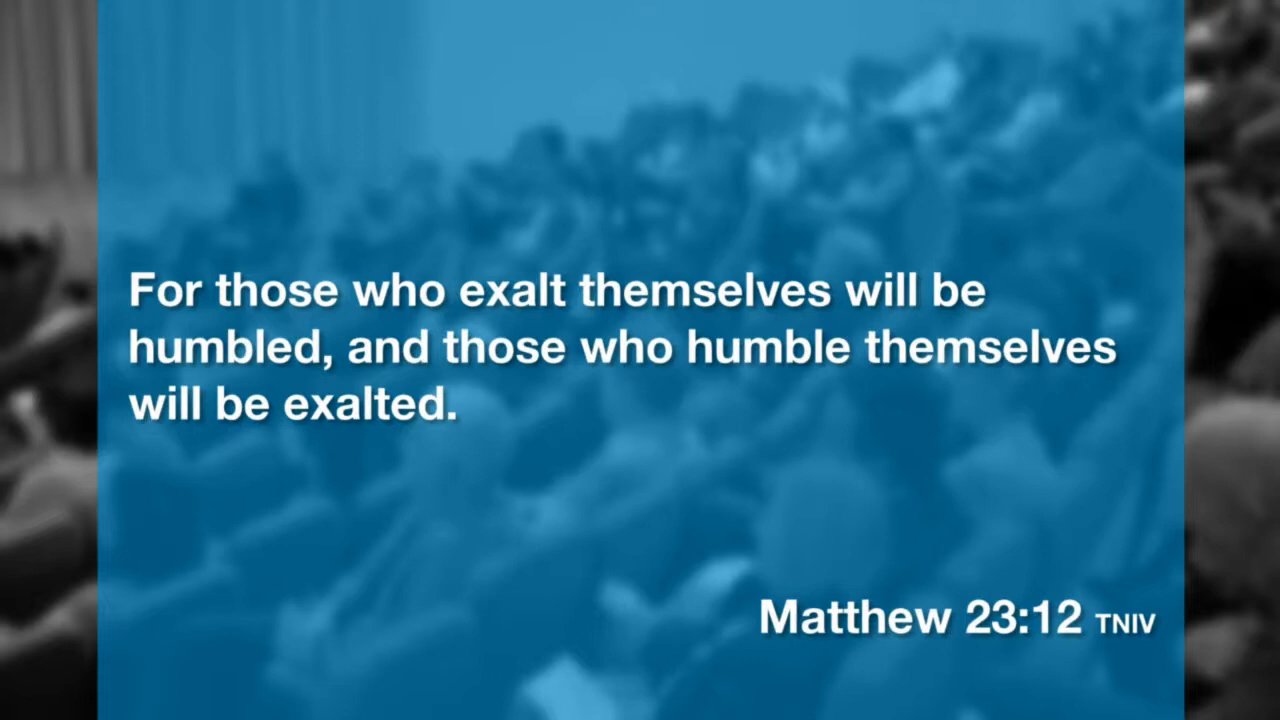 For those who exalt themselves will be
humbled, and those who humble themselves
will be exalted.
Matthew 23:12 TNIV